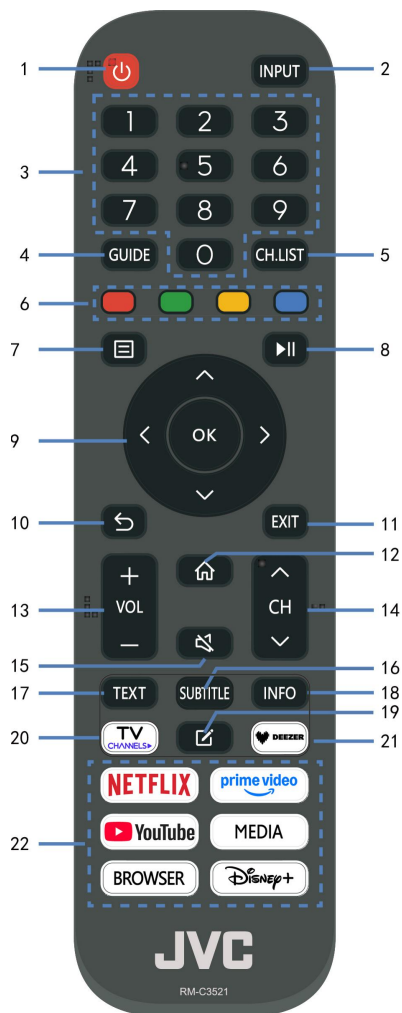 1
INPUT
2
1 2 3
3
4 5 6
7 8 9
4
GUIDE
0
CH.LIST
5
6
7
8
9
OK
10
EXIT
11
12
+
13
VOL
CH
14
—
15
16
17
TEXT
SUBTITLE
INFO
18
19
20
TV
CHANNELS
DEEZER
21
NETFLIX
prime video
22
YouTube
MEDIA
BROWSER
Disney+
JVC
RM-C3521